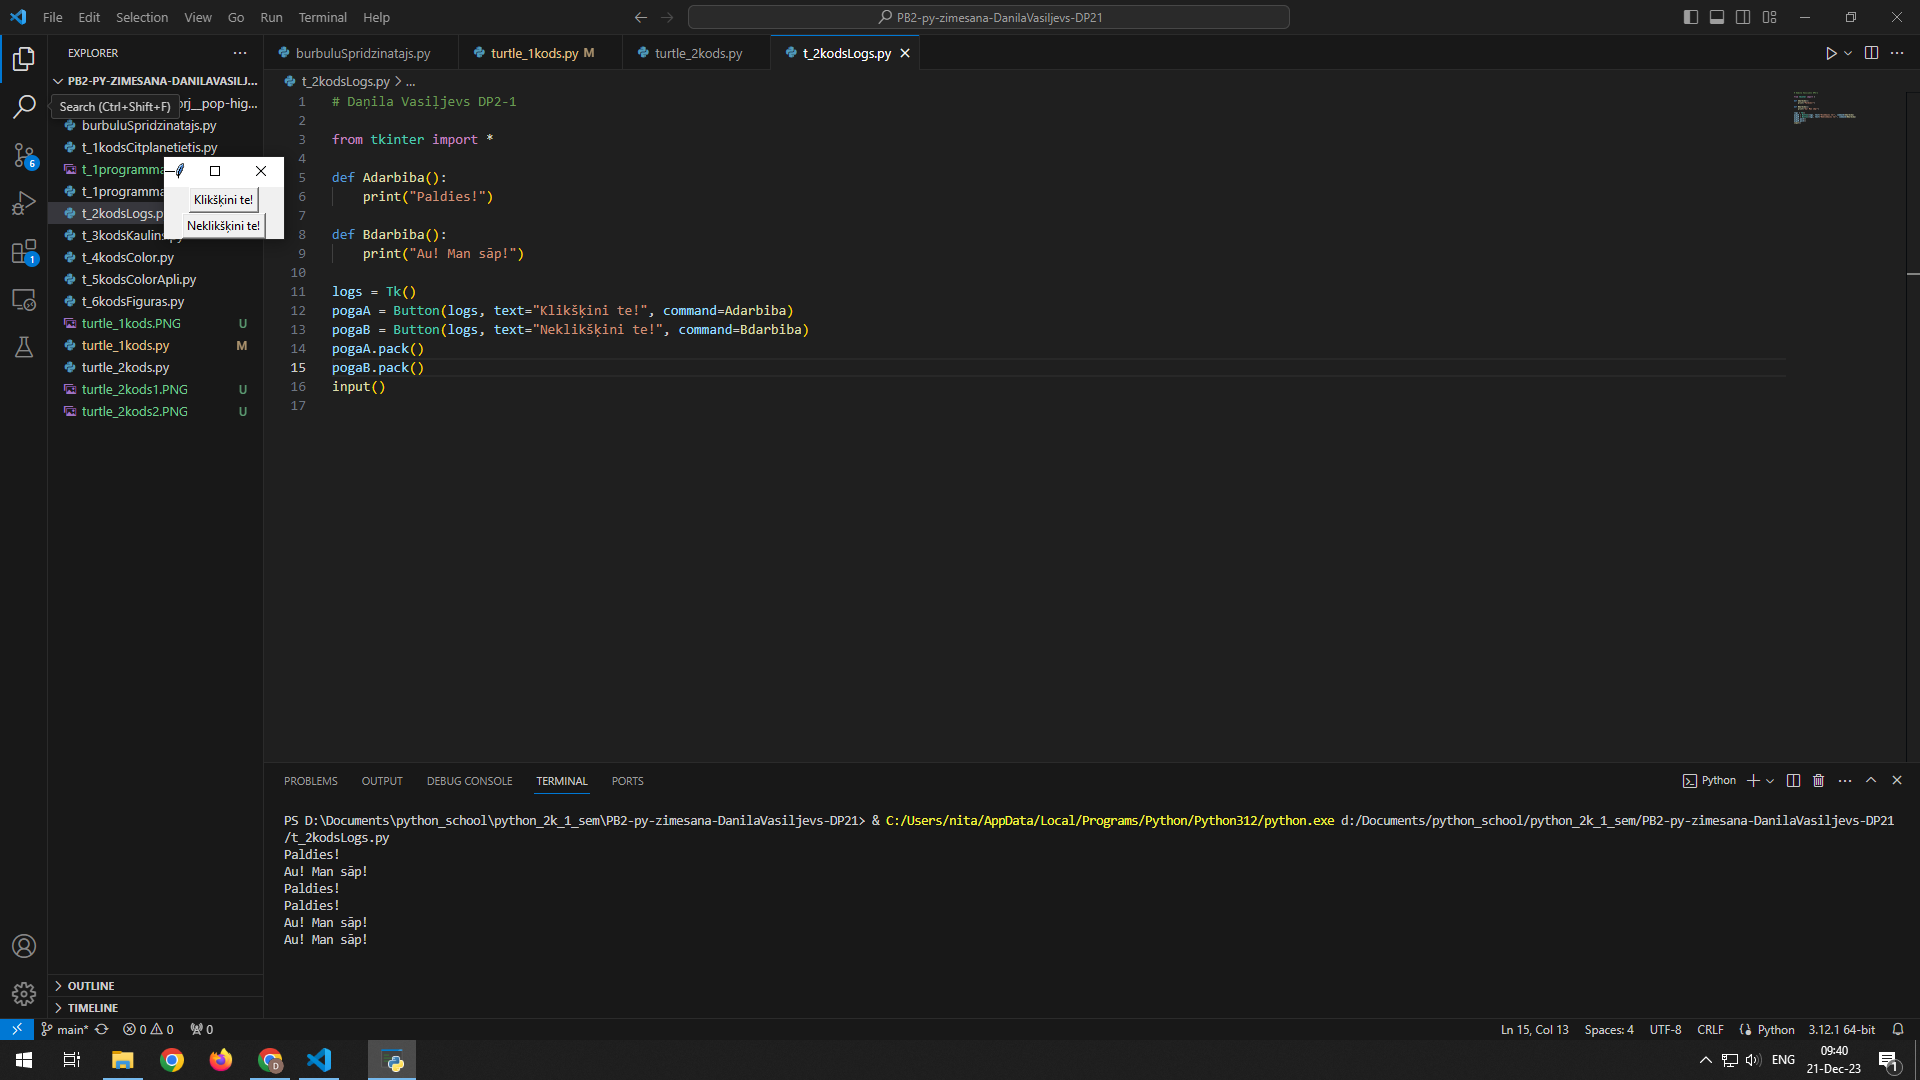 File Edit Selection View Go Run Terminal Help
PB2-py-zimesana-DanilaVasiljevs-DP21
EXPLORER
PB2-PY-ZIMESANA-DANILAVASILJ...
Search (Ctrl+Shift+F)
rj__pop-hig...
burbuluSpridzinatajs.py
t_1kodsCitplanetietis.py
t_1programma
t_1programma
t_2kodsLogs.p
t_3kodsKaulin
t_4kodsColor.py
t_5kodsColorApli.py
t_6kodsFiguras.py
turtle_1kods.PNG U
turtle_1kods.py M
turtle_2kods.py
turtle_2kods1.PNG U
turtle_2kods2.PNG U
OUTLINE
TIMELINE
Klikšķini te!
Neklikšķini te!
burbuluSpridzinatajs.py turtle_1kods.py M turtle_2kods.py t_2kodsLogs.py
t_2kodsLogs.py > ...
1 # Daņila Vasiļjevs DP2-1
2
3 from tkinter import *
4
5 def Adarbiba():
6 print("Paldies!")
7
8 def Bdarbiba():
9 print("Au! Man sāp!")
10
11 logs = Tk()
12 pogaA = Button(logs, text="Klikšķini te!", command=Adarbiba)
13 pogaB = Button(logs, text="Neklikšķini te!", command=Bdarbiba)
14 pogaA.pack()
15 pogaB.pack()
16 input()
17
PROBLEMS OUTPUT DEBUG CONSOLE TERMINAL PORTS
Python
PS D:\Documents\python_school\python_2k_1_sem\PB2-py-zimesana-DanilaVasiljevs-DP21> & C:/Users/nita/AppData/Local/Programs/Python/Python312/python.exe d:/Documents/python_school/python_2k_1_sem/PB2-py-zimesana-DanilaVasiljevs-DP21
/t_2kodsLogs.py
Paldies!
Au! Man sāp!
Paldies!
Paldies!
Au! Man sāp!
Au! Man sāp!
main* 0 0 0 Ln 15, Col 13 Spaces: 4 UTF-8 CRLF Python 3.12.1 64-bit
ENG 09:40
21-Dec-23
6
1
D
1